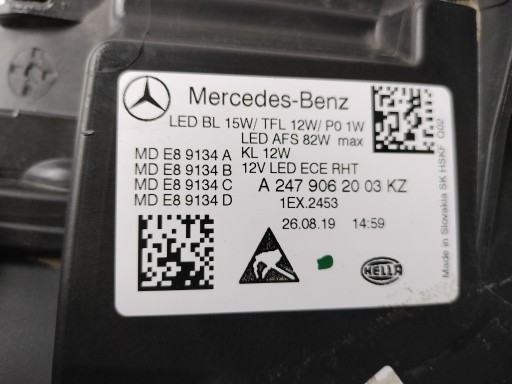 Mercedes-Benz
LED BL 15W/ TFL 12W/ P0 1W
LED AFS 82W max
KL 12W
12V LED ECE RHT
MD E8 9134 A
MD E8 9134 B
MD E8 9134 C
MD E8 9134 D
A 247 906 20 03 KZ
1EX.2453
26.08.19 14:59
HELLA
Made in Slovakia SK HSKF Q02